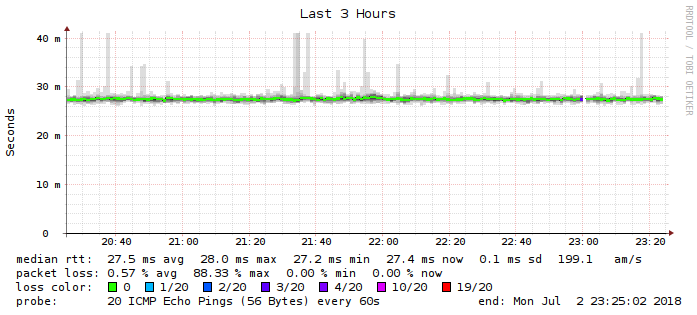 Last 3 Hours
RRDTOOL / TOBI OETIKER
Seconds
40 m
30 m
20 m
10 m
0
20:40 21:00 21:20 21:40 22:00 22:20 22:40 23:00 23:20
median rtt: 27.5 ms avg 28.0 ms max 27.2 ms min 27.4 ms now 0.1 ms sd 199.1 am/s
packet loss: 0.57 % avg 88.33 % max 0.00 % min 0.00 % now
loss color: 0 1/20 2/20 3/20 4/20 10/20 19/20
probe: 20 ICMP Echo Pings (56 Bytes) every 60s end: Mon Jul 2 23:25:02 2018